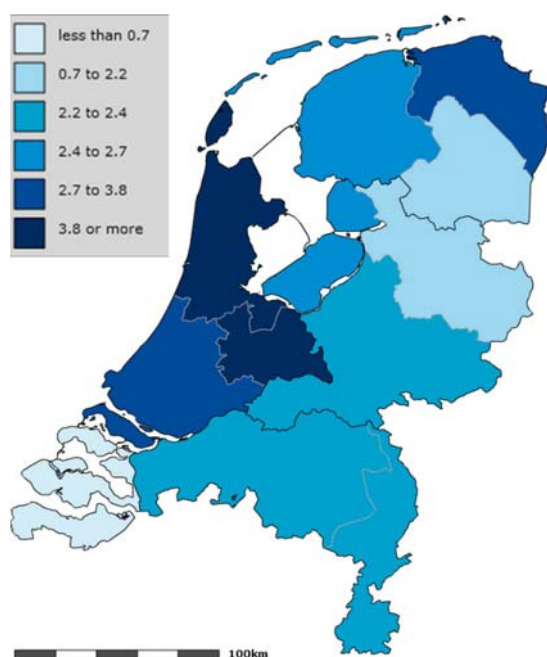 less than 0.7
0.7 to 2.2
2.2 to 2.4
2.4 to 2.7
2.7 to 3.8
3.8 or more
100km